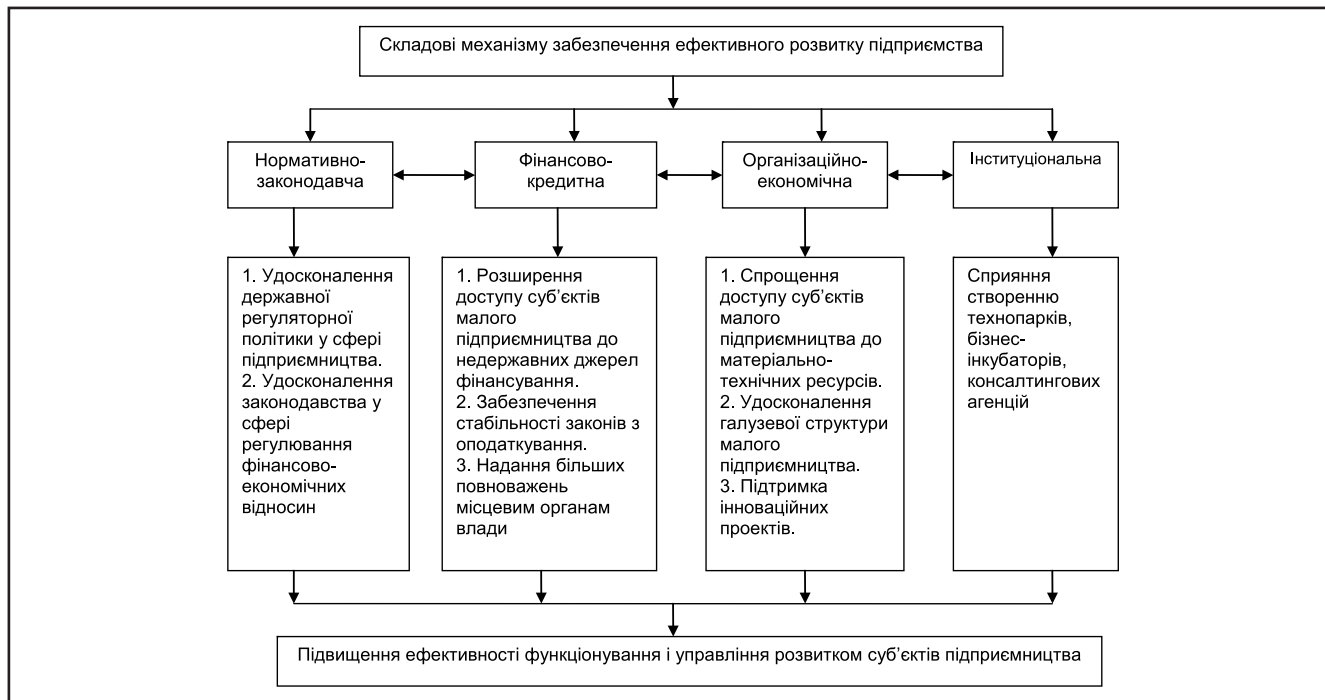 Складові механізму забезпечення ефективного розвитку підприємства
Нормативно-
законодавча
Фінансово-
кредитна
Організаційно-
економічна
Інституціональна
1. Удосконалення
державної
регуляторної
політики у сфері
підприємництва.
2. Удосконалення
законодавства у
сфері
регулювання
фінансово-
економічних
відносин
1. Розширення
доступу суб’єктів
малого
підприємництва до
недержавних джерел
фінансування.
2. Забезпечення
стабільності законів з
оподаткування.
3. Надання більших
повноважень
місцевим органам
влади
1. Спрощення
доступу суб’єктів
малого
підприємництва до
матеріально-
технічних ресурсів.
2. Удосконалення
галузевої структури
малого
підприємництва.
3. Підтримка
інноваційних
проектів.
Сприяння
створенню
технопарків,
бізнес-
інкубаторів,
консалтингових
агенцій
Підвищення ефективності функціонування і управління розвитком суб’єктів підприємництва